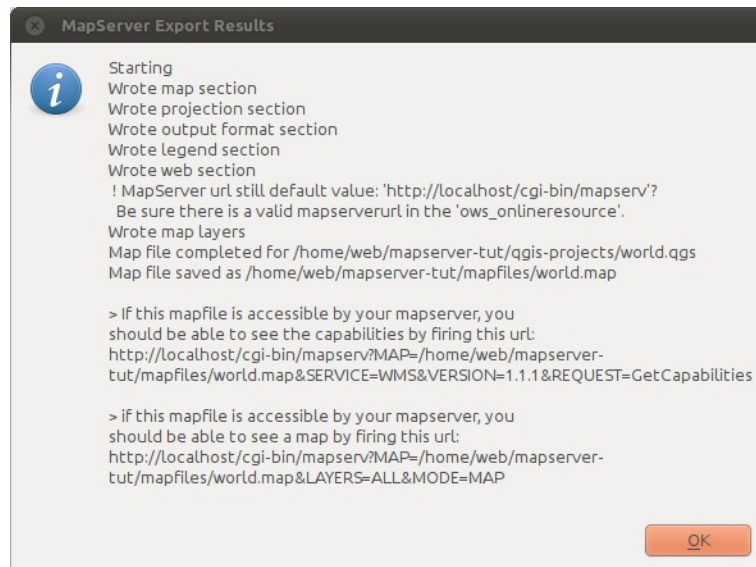 MapServer Export Results
Starting
Wrote map section
Wrote projection section
Wrote output format section
Wrote legend section
Wrote web section
! MapServer url still default value: 'http://localhost/cgi-bin/mapserv'?
Be sure there is a valid mapserverurl in the 'ows_onlineresource'.
Wrote map layers
Map file completed for /home/web/mapserver-tut/qgis-projects/world.qgs
Map file saved as /home/web/mapserver-tut/mapfiles/world.map
> If this mapfile is accessible by your mapserver, you
should be able to see the capabilities by firing this url:
http://localhost/cgi-bin/mapserv?MAP=/home/web/mapserver-
tut/mapfiles/world.map&SERVICE=WMS&VERSION=1.1.1&REQUEST=GetCapabilities
> if this mapfile is accessible by your mapserver, you
should be able to see a map by firing this url:
http://localhost/cgi-bin/mapserv?MAP=/home/web/mapserver-
tut/mapfiles/world.map&LAYERS=ALL&MODE=MAP
OK